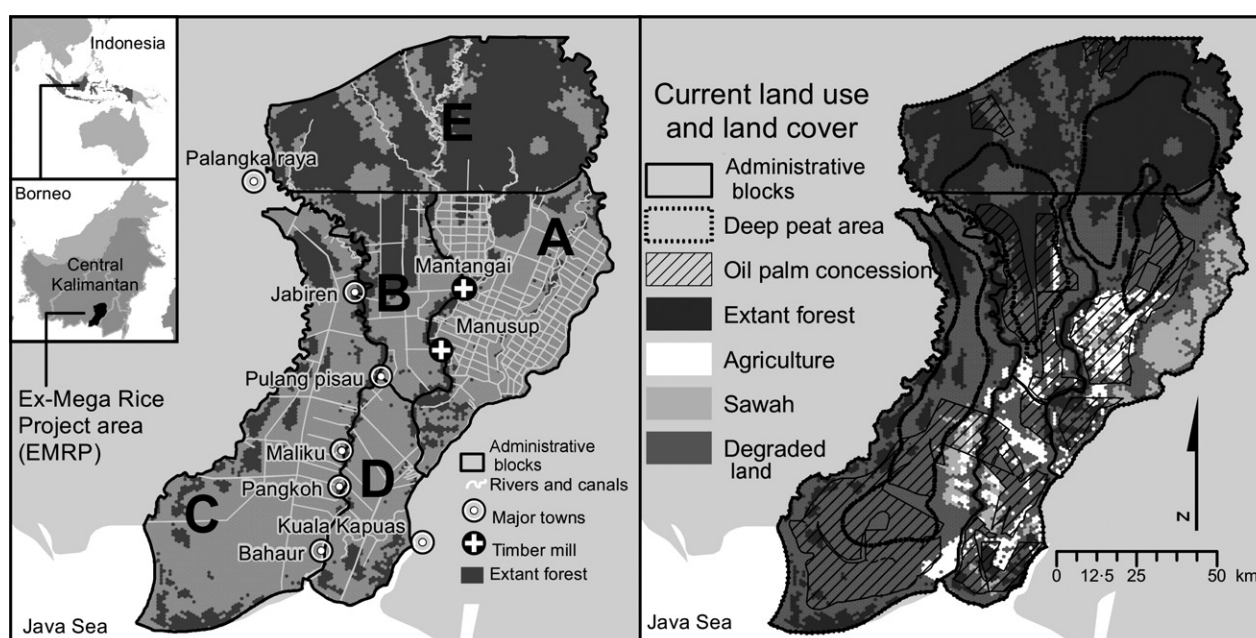 Indonesia
Borneo
Central
Kalimantan
Ex-Mega Rice
Project area
(EMRP)
Java Sea
E
Palangka raya
A
B
Mantangai
Jabiren
Manusup
Pulang pisau
Maliku
Pangkoh
D
C
Kuala Kapuas
Bahaur
Administrative
blocks
Rivers and canals
Major towns
Timber mill
Extant forest
Current land use
and land cover
Administrative
blocks
Deep peat area
Oil palm concession
Extant forest
Agriculture
Sawah
Degraded
land
N
0 12·5 25 50 km
Java Sea